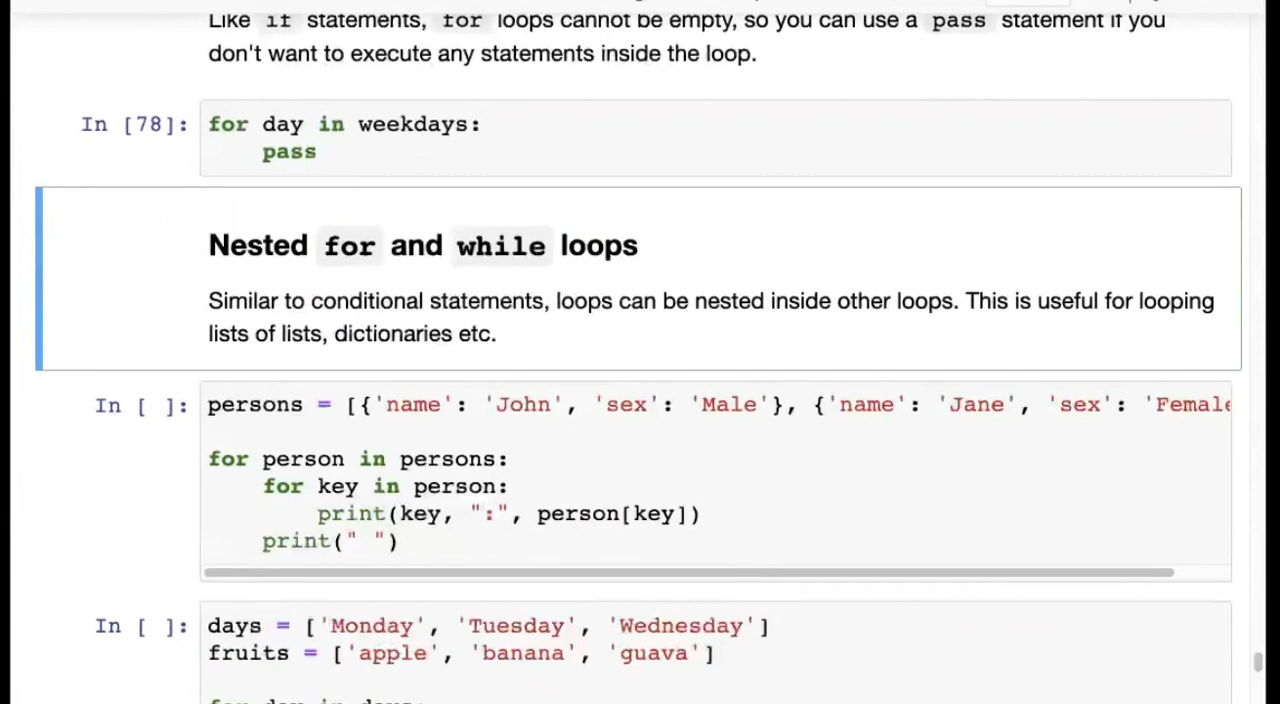 Like if statements, for loops cannot be empty, so you can use a pass statement if you
don't want to execute any statements inside the loop.
In [78]: for day in weekdays:
pass
Nested for and while loops
Similar to conditional statements, loops can be nested inside other loops. This is useful for looping
lists of lists, dictionaries etc.
In [ ]: persons = [{'name': 'John', 'sex': 'Male'}, {'name': 'Jane', 'sex': 'Female
for person in persons:
for key in person:
print(key, ":", person[key])
print(" ")
In [ ]: days = ['Monday', 'Tuesday', 'Wednesday']
fruits = ['apple', 'banana', 'guava']
for day in days: